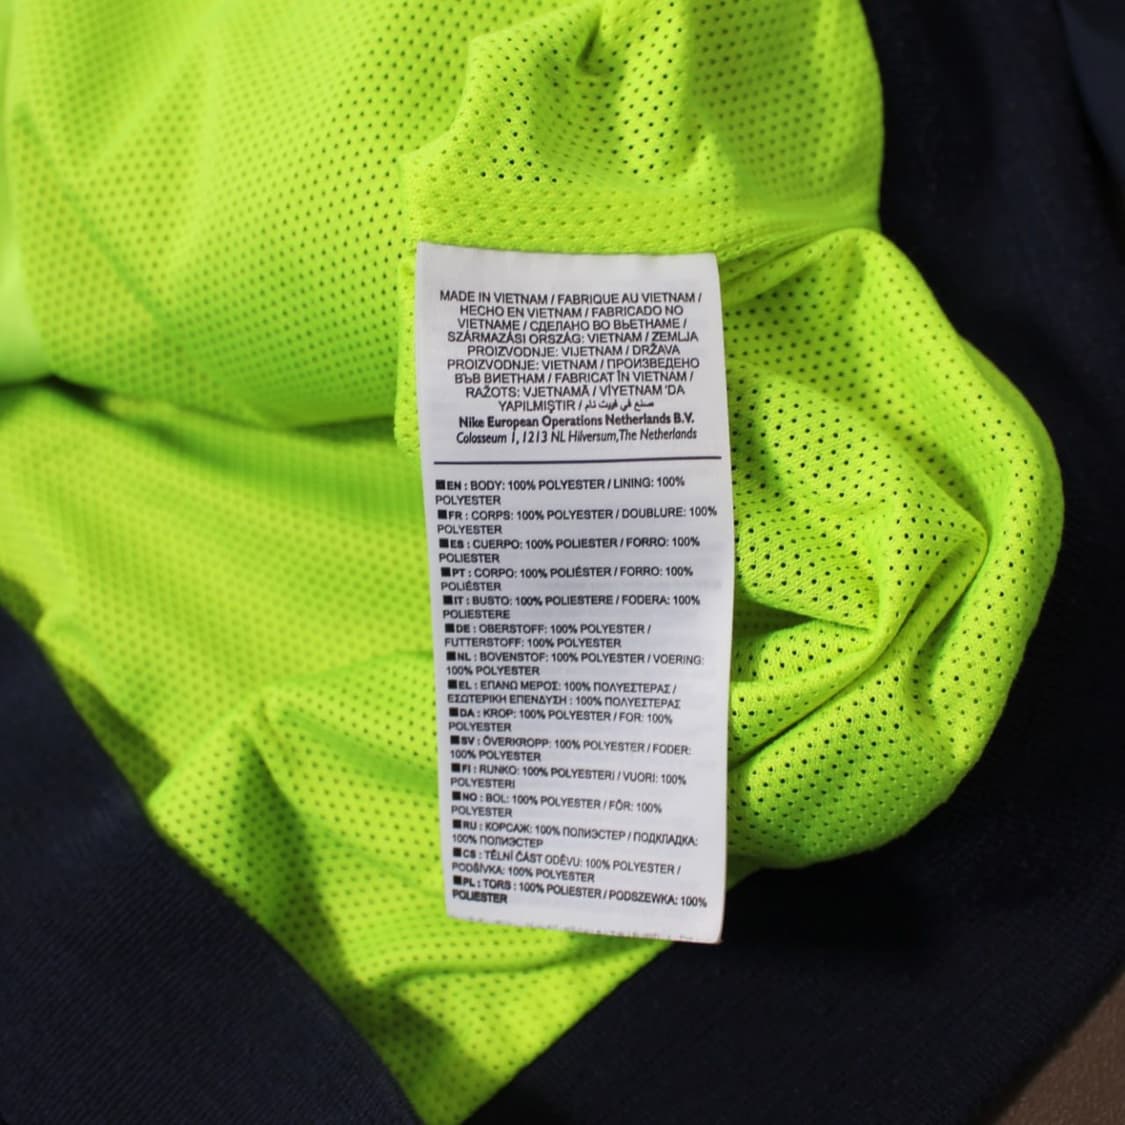 MADE IN VIETNAM / FABRIQUE AU VIETNAM /
HECHO EN VIETNAM / FABRICADO NO
VIETNAME / СДЕЛАНО ВО ВЬЕТНАМЕ /
SZÁRMAZÁSI ORSZÁG: VIETNAM / ZEMLJA
PROIZVODNJE: VIJETNAM / DRŽAVA
PROIZVODNJE: VIETNAM / ПРОИЗВЕДЕНО
ВЪВ ВИЕТНАМ / FABRICAT ÎN VIETNAM /
RAŽOTS: VJETNAMĀ / VİYETNAM 'DA
YAPILMIŞTIR / صنع في فييت نام
Nike European Operations Netherlands B.V.
Colosseum 1, 1213 NL Hilversum, The Netherlands
EN : BODY: 100% POLYESTER / LINING: 100%
POLYESTER
FR : CORPS: 100% POLYESTER / DOUBLURE: 100%
POLYESTER
ES : CUERPO: 100% POLIESTER / FORRO: 100%
POLIESTER
PT : CORPO: 100% POLIÉSTER / FORRO: 100%
POLIÉSTER
IT : BUSTO: 100% POLIESTERE / FODERA: 100%
POLIESTERE
DE : OBERSTOFF: 100% POLYESTER /
FUTTERSTOFF: 100% POLYESTER
NL : BOVENSTOF: 100% POLYESTER / VOERING:
100% POLYESTER
EL : ΕΠΑΝΩ ΜΕΡΟΣ: 100% ΠΟΛΥΕΣΤΕΡΑΣ /
ΕΣΩΤΕΡΙΚΗ ΕΠΕΝΔΥΣΗ : 100% ΠΟΛΥΕΣΤΕΡΑΣ
DA : KROP: 100% POLYESTER / FOR: 100%
POLYESTER
SV : ÖVERKROPP: 100% POLYESTER / FODER:
100% POLYESTER
FI : RUNKO: 100% POLYESTERI / VUORI: 100%
POLYESTERI
NO : BOL: 100% POLYESTER / FÔR: 100%
POLYESTER
RU : КОРСАЖ: 100% ПОЛИЭСТЕР / ПОДКЛАДКА:
100% ПОЛИЭСТЕР
CS : TĚLNÍ ČÁST ODĚVU: 100% POLYESTER /
PODŠÍVKA: 100% POLYESTER
PL : TORS : 100% POLIESTER / PODSZEWKA: 100%
POLIESTER